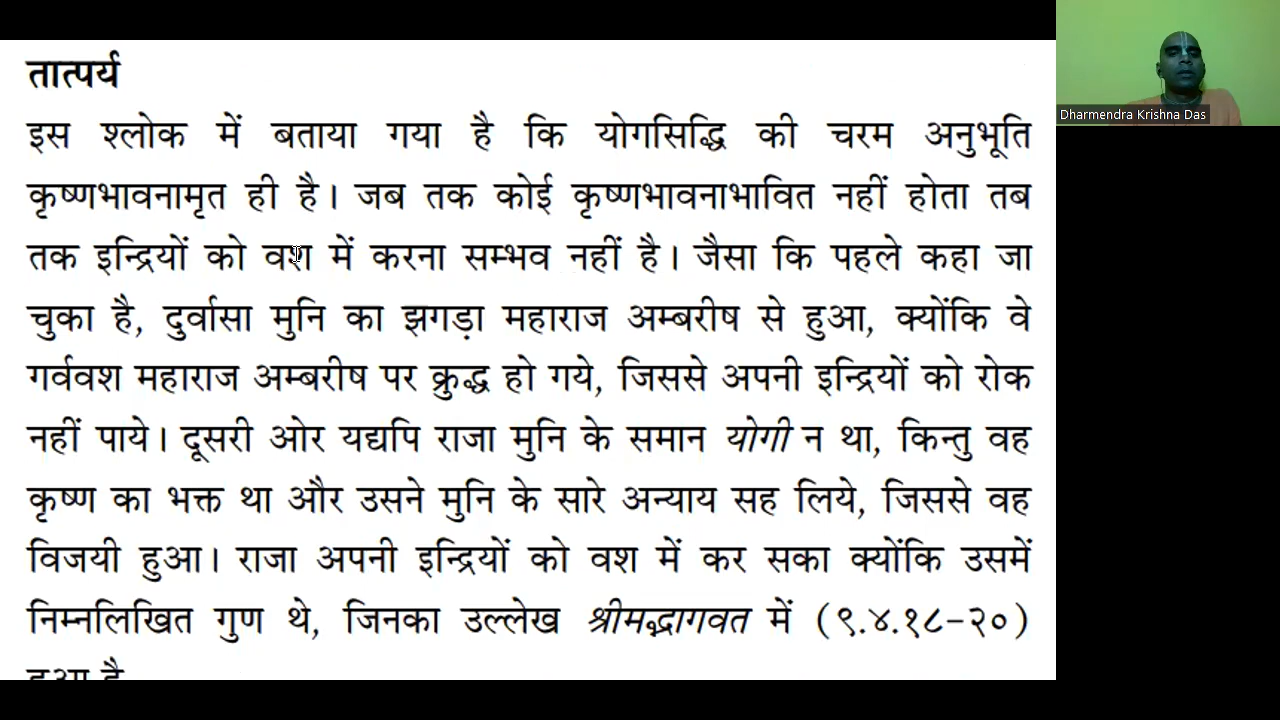 तात्पर्य
Dharmendra Krishna Das
इस श्लोक में बताया गया है कि योगसिद्धि की चरम अनुभूति
कृष्णभावनामृत ही है। जब तक कोई कृष्णभावनाभावित नहीं होता तब
तक इन्द्रियों को वश में करना सम्भव नहीं है। जैसा कि पहले कहा जा
चुका है, दुर्वासा मुनि का झगड़ा महाराज अम्बरीष से हुआ, क्योंकि वे
गर्ववश महाराज अम्बरीष पर क्रुद्ध हो गये, जिससे अपनी इन्द्रियों को रोक
नहीं पाये। दूसरी ओर यद्यपि राजा मुनि के समान योगी न था, किन्तु वह
कृष्ण का भक्त था और उसने मुनि के सारे अन्याय सह लिये, जिससे वह
विजयी हुआ। राजा अपनी इन्द्रियों को वश में कर सका क्योंकि उसमें
निम्नलिखित गुण थे, जिनका उल्लेख श्रीमद्भागवत में (९.४.१८-२०)
हुआ है